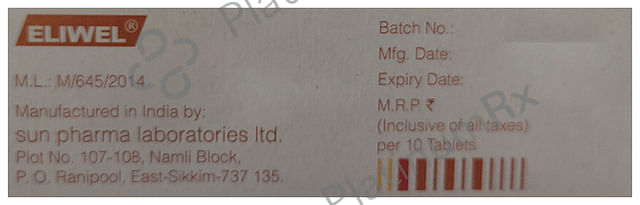 ELIWEL®
M.L.: M/645/2014
Manufactured in India by:
sun pharma laboratories ltd.
Plot No. 107-108, Namli Block,
P. O. Ranipool, East-Sikkim-737 135.
Batch No.:
Mfg. Date:
Expiry Date:
M.R.P. ₹
(Inclusive of all taxes)
per 10 Tablets
PlatinumRx